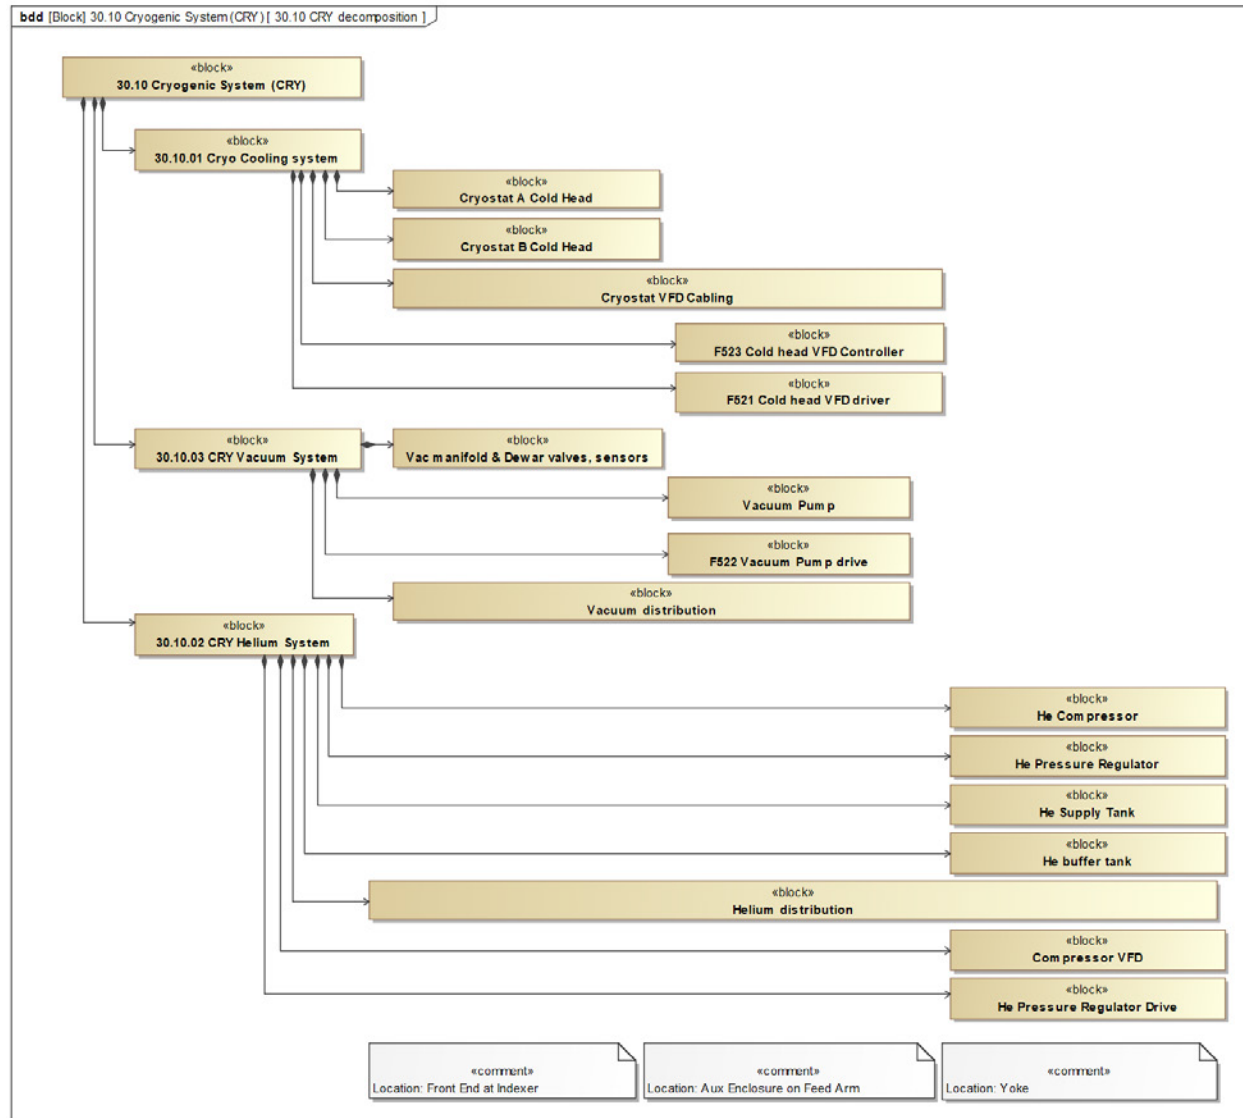 bdd [Block] 30.10 Cryogenic System (CRY) [ 30.10 CRY decomposition ]
«block»
30.10 Cryogenic System (CRY)
«block»
30.10.01 Cryo Cooling system
«block»
Cryostat A Cold Head
«block»
Cryostat B Cold Head
«block»
Cryostat VFD Cabling
«block»
F523 Cold head VFD Controller
«block»
F521 Cold head VFD driver
«block»
30.10.03 CRY Vacuum System
«block»
Vac manifold & Dewar valves, sensors
«block»
Vacuum Pump
«block»
F522 Vacuum Pump drive
«block»
Vacuum distribution
«block»
30.10.02 CRY Helium System
«block»
He Compressor
«block»
He Pressure Regulator
«block»
He Supply Tank
«block»
He buffer tank
«block»
Helium distribution
«block»
Compressor VFD
«block»
He Pressure Regulator Drive
«comment»
Location: Front End at Indexer
«comment»
Location: Aux Enclosure on Feed Arm
«comment»
Location: Yoke